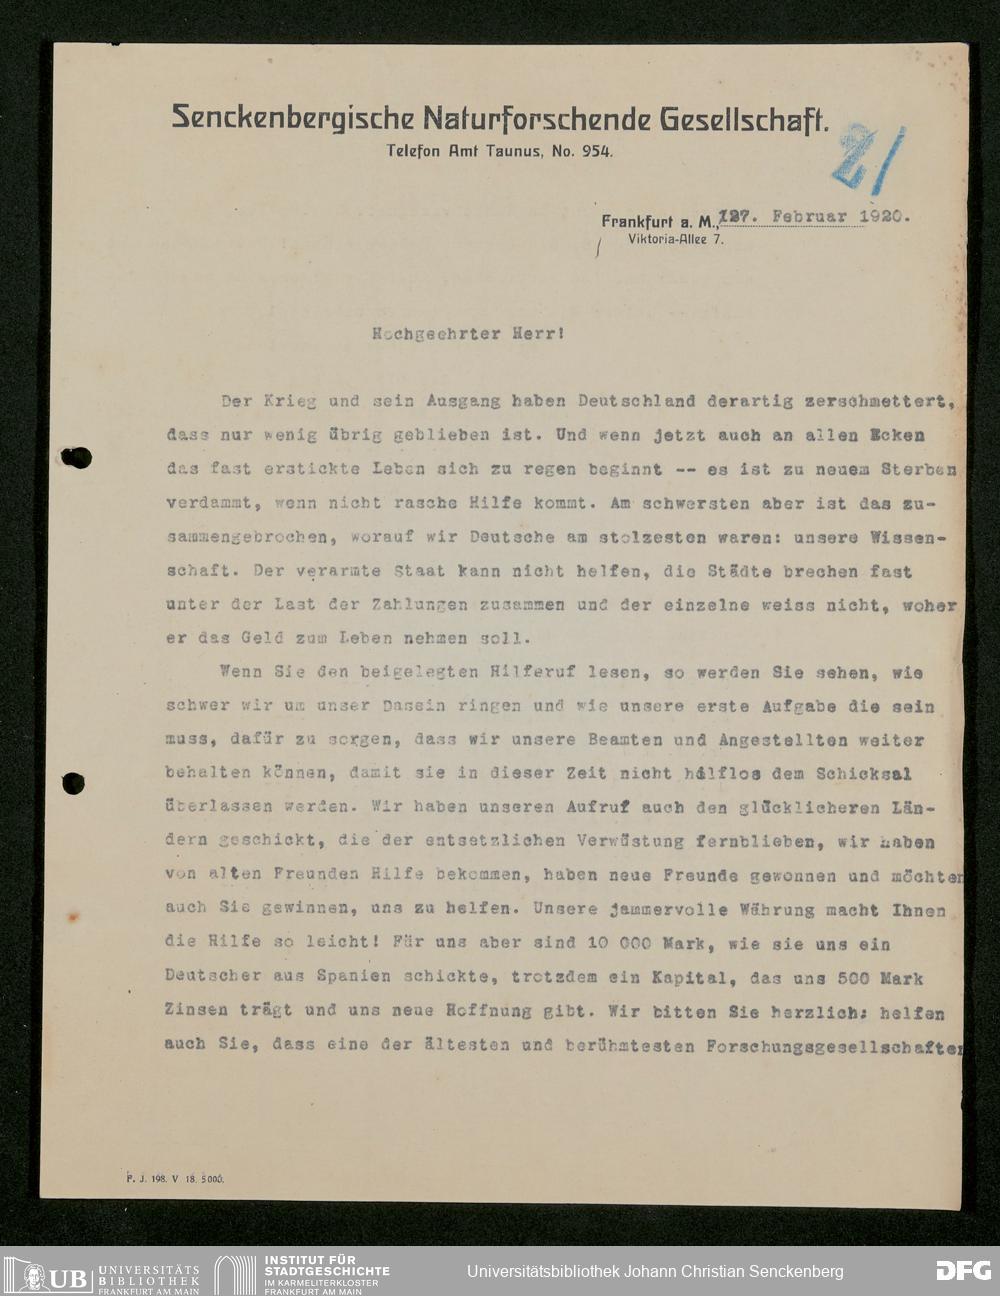 Senckenbergische Naturforschende Gesellschaft.
Telefon Amt Taunus, No. 954.
2/
Frankfurt a. M., 27. Februar 1920.
Viktoria-Allee 7.
Hochgeehrter Herr!
Der Krieg und sein Ausgang haben Deutschland derartig zerschmettert,
dass nur wenig übrig geblieben ist. Und wenn jetzt auch an allen Ecken
das fast erstickte Leben sich zu regen beginnt -- es ist zu neuem Sterben
verdammt, wenn nicht rasche Hilfe kommt. Am schwersten aber ist das zu-
sammengebrochen, worauf wir Deutsche am stolzesten waren: unsere Wissen-
schaft. Der verarmte Staat kann nicht helfen, die Städte brechen fast
unter der Last der Zahlungen zusammen und der einzelne weiss nicht, woher
er das Geld zum Leben nehmen soll.
Wenn Sie den beigelegten Hilferuf lesen, so werden Sie sehen, wie
schwer wir um unser Dasein ringen und wie unsere erste Aufgabe die sein
muss, dafür zu sorgen, dass wir unsere Beamten und Angestellten weiter
behalten können, damit sie in dieser Zeit nicht hilflos dem Schicksal
überlassen werden. Wir haben unseren Aufruf auch den glücklicheren Län-
dern geschickt, die der entsetzlichen Verwüstung fernblieben, wir haben
von alten Freunden Hilfe bekommen, haben neue Freunde gewonnen und möchten
auch Sie gewinnen, uns zu helfen. Unsere jammervolle Währung macht Ihnen
die Hilfe so leicht! Für uns aber sind 10 000 Mark, wie sie uns ein
Deutscher aus Spanien schickte, trotzdem ein Kapital, das uns 500 Mark
Zinsen trägt und uns neue Hoffnung gibt. Wir bitten Sie herzlich: helfen
auch Sie, dass eine der ältesten und berühmtesten Forschungsgesellschaften
F. J. 198. V 18. 5000.
UB UNIVERSITÄTS
BIBLIOTHEK
FRANKFURT AM MAIN
INSTITUT FÜR
STADTGESCHICHTE
IM KARMELITERKLOSTER
FRANKFURT AM MAIN
Universitätsbibliothek Johann Christian Senckenberg
DFG